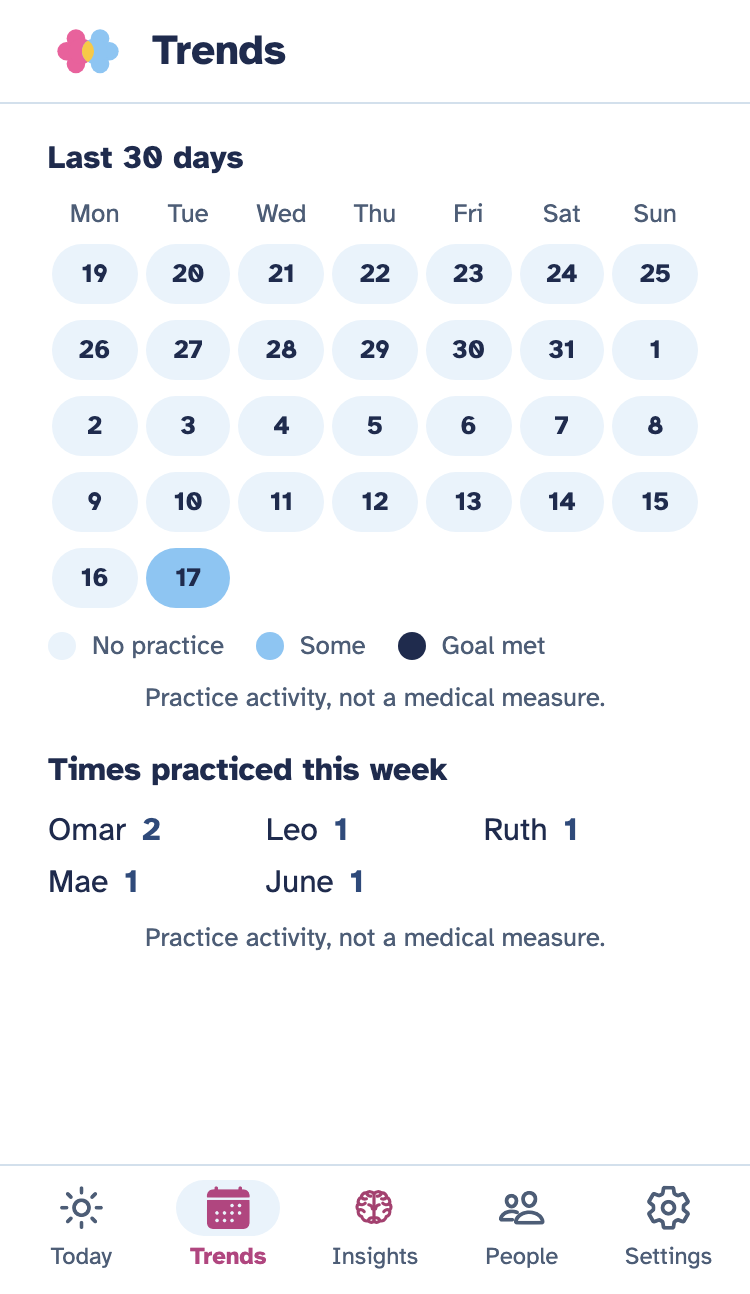 Trends
Last 30 days
Mon Tue Wed Thu Fri Sat Sun
19 20 21 22 23 24 25
26 27 28 29 30 31 1
2 3 4 5 6 7 8
9 10 11 12 13 14 15
16 17
No practice Some Goal met
Practice activity, not a medical measure.
Times practiced this week
Omar 2 Leo 1 Ruth 1
Mae 1 June 1
Practice activity, not a medical measure.
Today Trends Insights People Settings